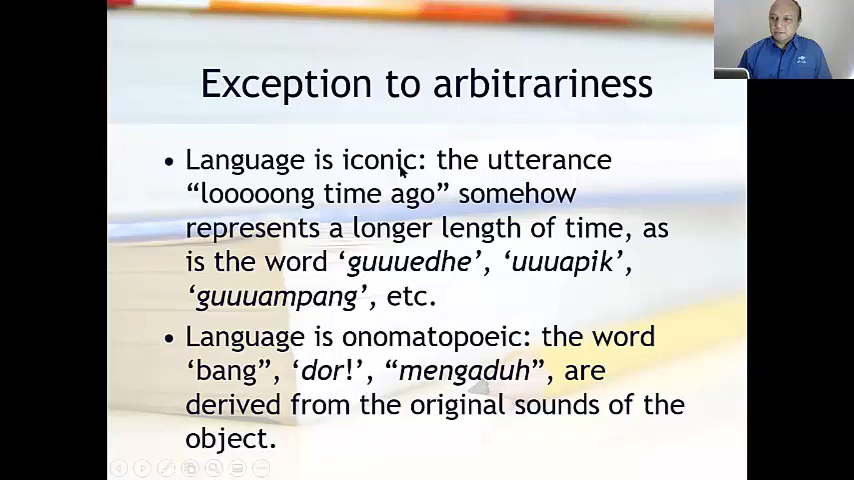 Exception to arbitrariness
• Language is iconic: the utterance
“looooong time ago” somehow
represents a longer length of time, as
is the word ‘guuuedhe’, ‘uuuapik’,
‘guuuampang’, etc.
• Language is onomatopoeic: the word
‘bang”, ‘dor!’, “mengaduh”, are
derived from the original sounds of the
object.